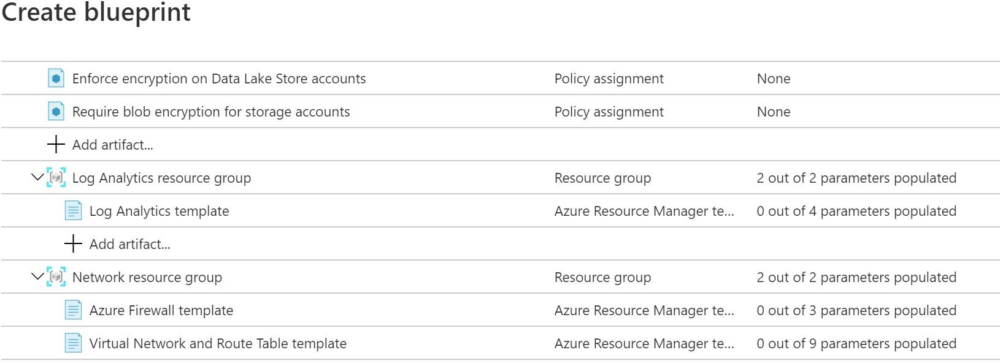 Create blueprint
Enforce encryption on Data Lake Store accounts Policy assignment None
Require blob encryption for storage accounts Policy assignment None
Add artifact...
Log Analytics resource group Resource group 2 out of 2 parameters populated
Log Analytics template Azure Resource Manager te... 0 out of 4 parameters populated
Add artifact...
Network resource group Resource group 2 out of 2 parameters populated
Azure Firewall template Azure Resource Manager te... 0 out of 3 parameters populated
Virtual Network and Route Table template Azure Resource Manager te... 0 out of 9 parameters populated